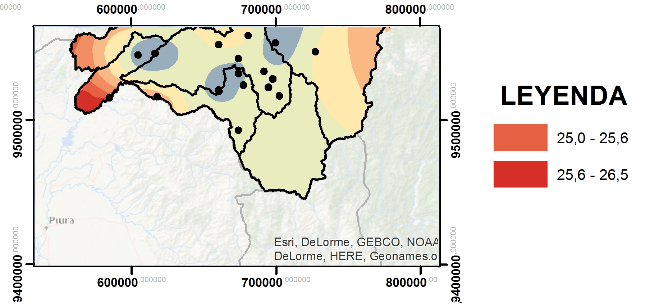 600000 700000 800000
LEYENDA
25,0 - 25,6
25,6 - 26,5
9500000 9500000
Piura
Esri, DeLorme, GEBCO, NOAA
DeLorme, HERE, Geonames.o
9400000 9400000
600000 700000 800000